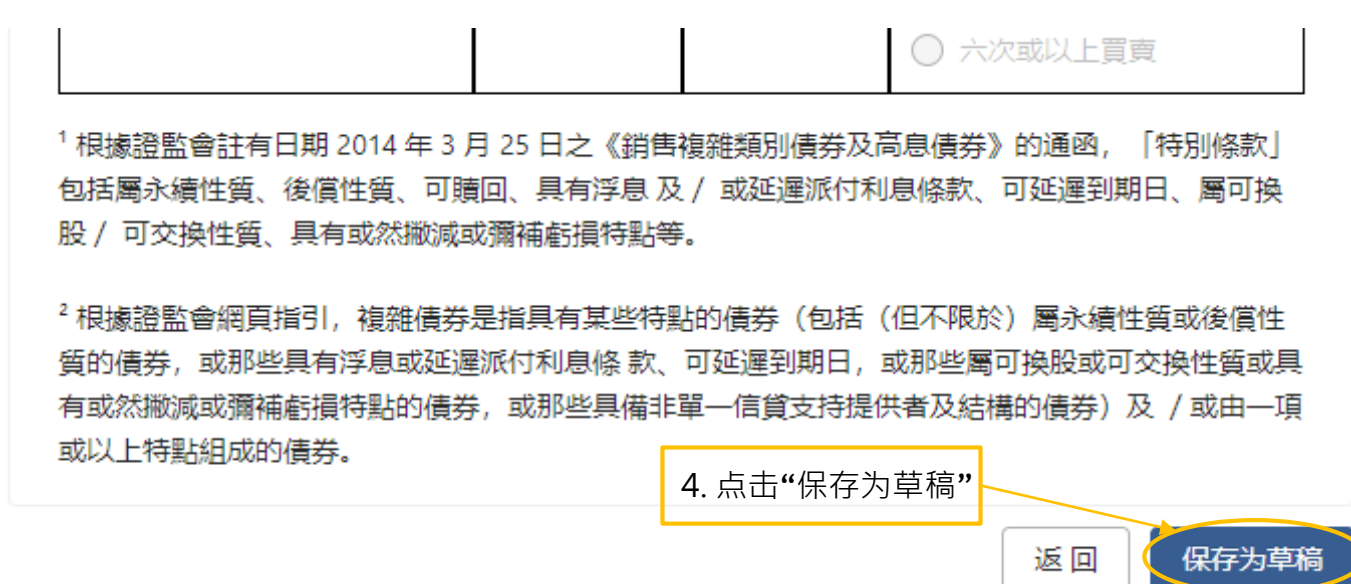 六次或以上買賣
¹ 根據證監會註有日期 2014 年 3 月 25 日之《銷售複雜類別債券及高息債券》的通函，「特別條款」
包括屬永續性質、後償性質、可贖回、具有浮息 及 / 或延遲派付利息條款、可延遲到期日、屬可換
股 / 可交換性質、具有或然撇減或彌補虧損特點等。
² 根據證監會網頁指引，複雜債券是指具有某些特點的債券（包括（但不限於）屬永續性質或後償性
質的債券，或那些具有浮息或延遲派付利息條 款、可延遲到期日，或那些屬可換股或可交換性質或具
有或然撇減或彌補虧損特點的債券，或那些具備非單一信貸支持提供者及結構的債券）及 / 或由一項
或以上特點組成的債券。
4. 点击“保存为草稿”
返回
保存为草稿